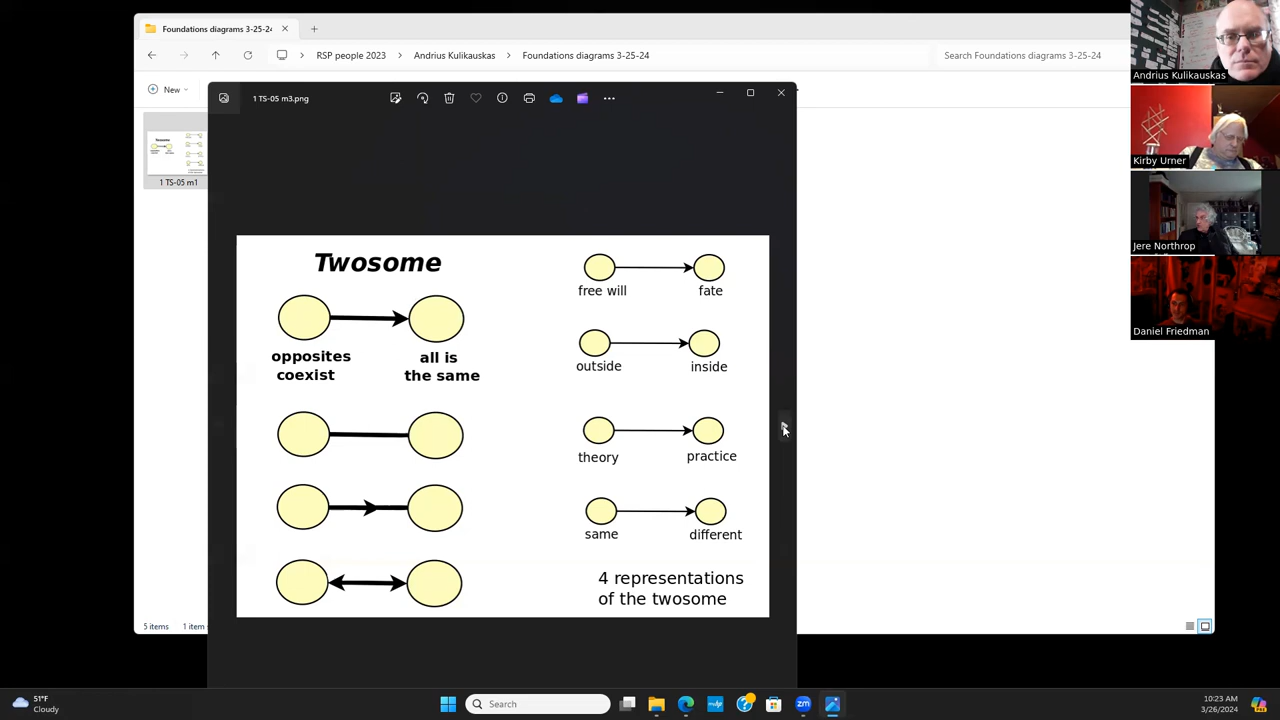 Foundations diagrams 3-25-24
RSP people 2023
Andrius Kulikauskas
Foundations diagrams 3-25-24
Search Foundations diagrams 3-25-24
New
1 TS-05 m3.png
1 TS-05 m1
Twosome
opposites
coexist
all is
the same
free will
fate
outside
inside
theory
practice
same
different
4 representations
of the twosome
5 items
1 item
Andrius Kulikauskas
Kirby Urner
Jere Northrop
Daniel Friedman
51°F
Cloudy
Search
zm
10:23 AM
3/26/2024